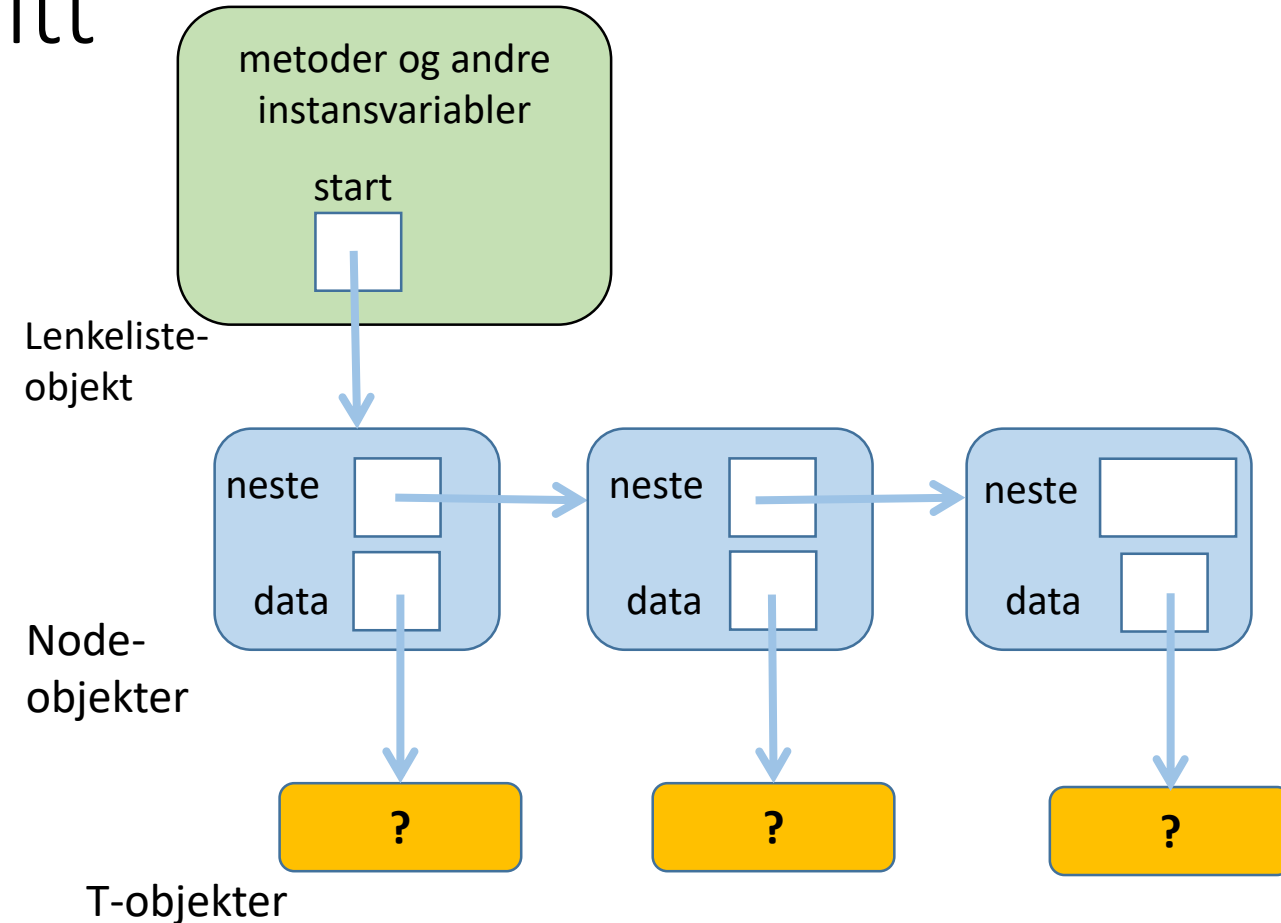 metoder og andre
instansvariabler
start
Lenkeliste-
objekt
neste
neste
neste
data
data
data
Node-
objekter
?
?
?
T-objekter